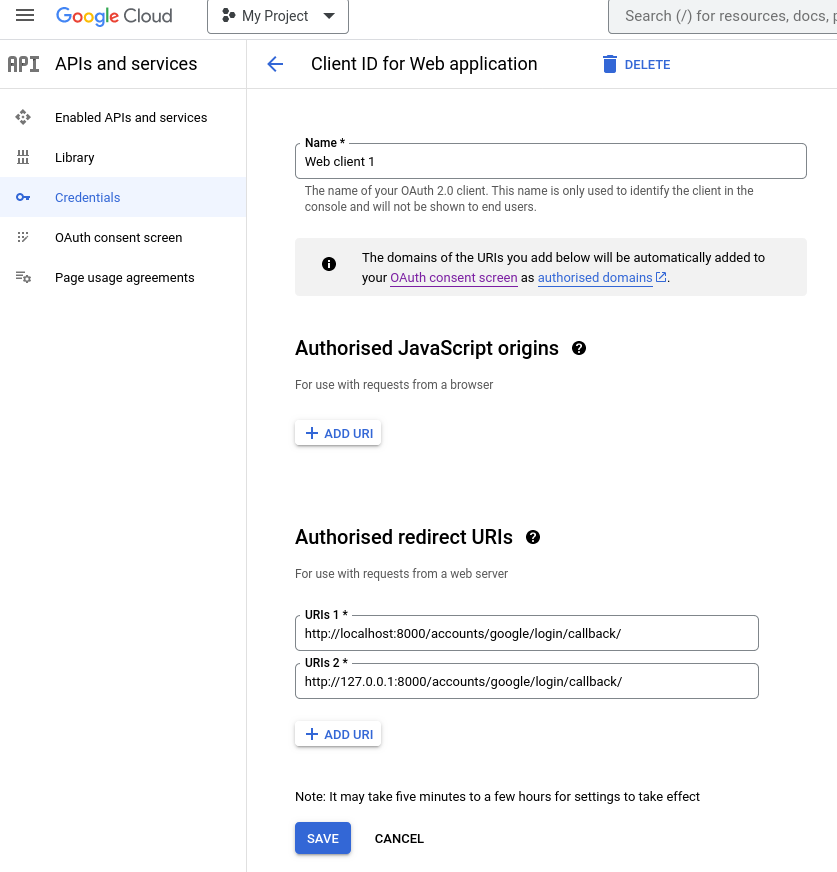 Google Cloud
My Project
Search (/) for resources, docs, p
API
APIs and services
Client ID for Web application
DELETE
Enabled APIs and services
Library
Credentials
OAuth consent screen
Page usage agreements
Name *
Web client 1
The name of your OAuth 2.0 client. This name is only used to identify the client in the
console and will not be shown to end users.
The domains of the URIs you add below will be automatically added to
your OAuth consent screen as authorised domains.
Authorised JavaScript origins
For use with requests from a browser
ADD URI
Authorised redirect URIs
For use with requests from a web server
URIs 1 *
http://localhost:8000/accounts/google/login/callback/
URIs 2 *
http://127.0.0.1:8000/accounts/google/login/callback/
ADD URI
Note: It may take five minutes to a few hours for settings to take effect
SAVE
CANCEL